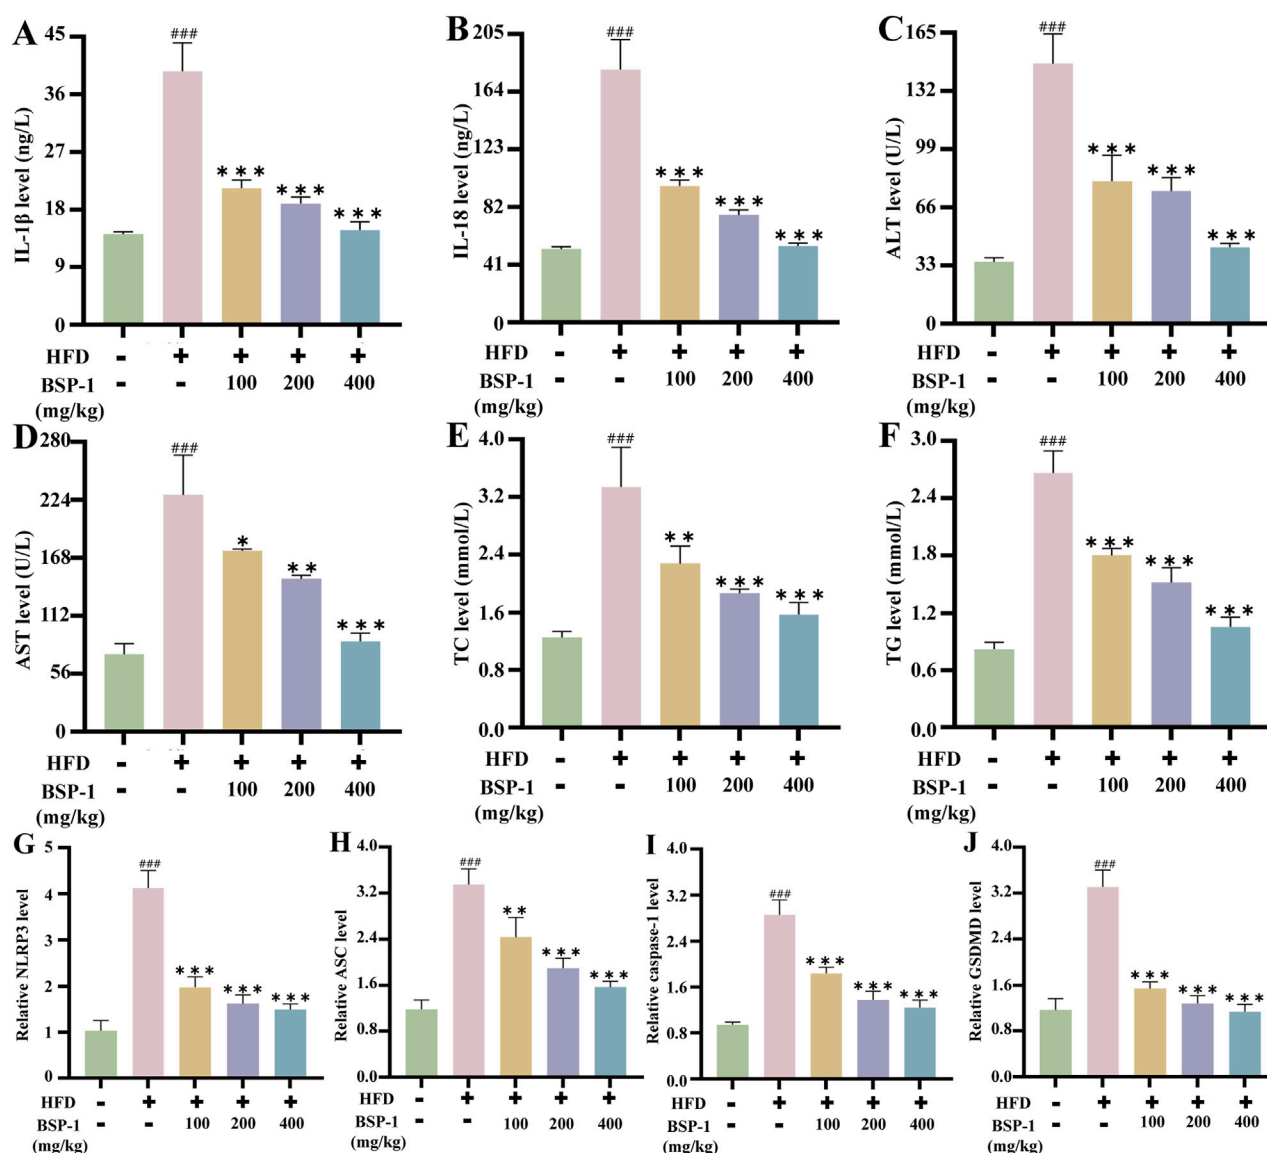 A
IL-1β level (ng/L)
45
36
27
18
9
0
###
***
***
***
HFD - + + + +
BSP-1 - - 100 200 400
(mg/kg)
B
IL-18 level (ng/L)
205
164
123
82
41
0
###
***
***
***
HFD - + + + +
BSP-1 - - 100 200 400
(mg/kg)
C
ALT level (U/L)
165
132
99
66
33
0
###
***
***
***
HFD - + + + +
BSP-1 - - 100 200 400
(mg/kg)
D
AST level (U/L)
280
224
168
112
56
0
###
*
**
***
HFD - + + + +
BSP-1 - - 100 200 400
(mg/kg)
E
TC level (mmol/L)
4.0
3.2
2.4
1.6
0.8
0.0
###
**
***
***
HFD - + + + +
BSP-1 - - 100 200 400
(mg/kg)
F
TG level (mmol/L)
3.0
2.4
1.8
1.2
0.6
0.0
###
***
***
***
HFD - + + + +
BSP-1 - - 100 200 400
(mg/kg)
G
Relative NLRP3 level
5
4
3
2
1
0
###
***
***
***
HFD - + + + +
BSP-1 - - 100 200 400
(mg/kg)
H
Relative ASC level
4.0
3.2
2.4
1.6
0.8
0.0
###
**
***
***
HFD - + + + +
BSP-1 - - 100 200 400
(mg/kg)
I
Relative caspase-1 level
4.0
3.2
2.4
1.6
0.8
0.0
###
***
***
***
HFD - + + + +
BSP-1 - - 100 200 400
(mg/kg)
J
Relative GSDMD level
4.0
3.2
2.4
1.6
0.8
0.0
###
***
***
***
HFD - + + + +
BSP-1 - - 100 200 400
(mg/kg)